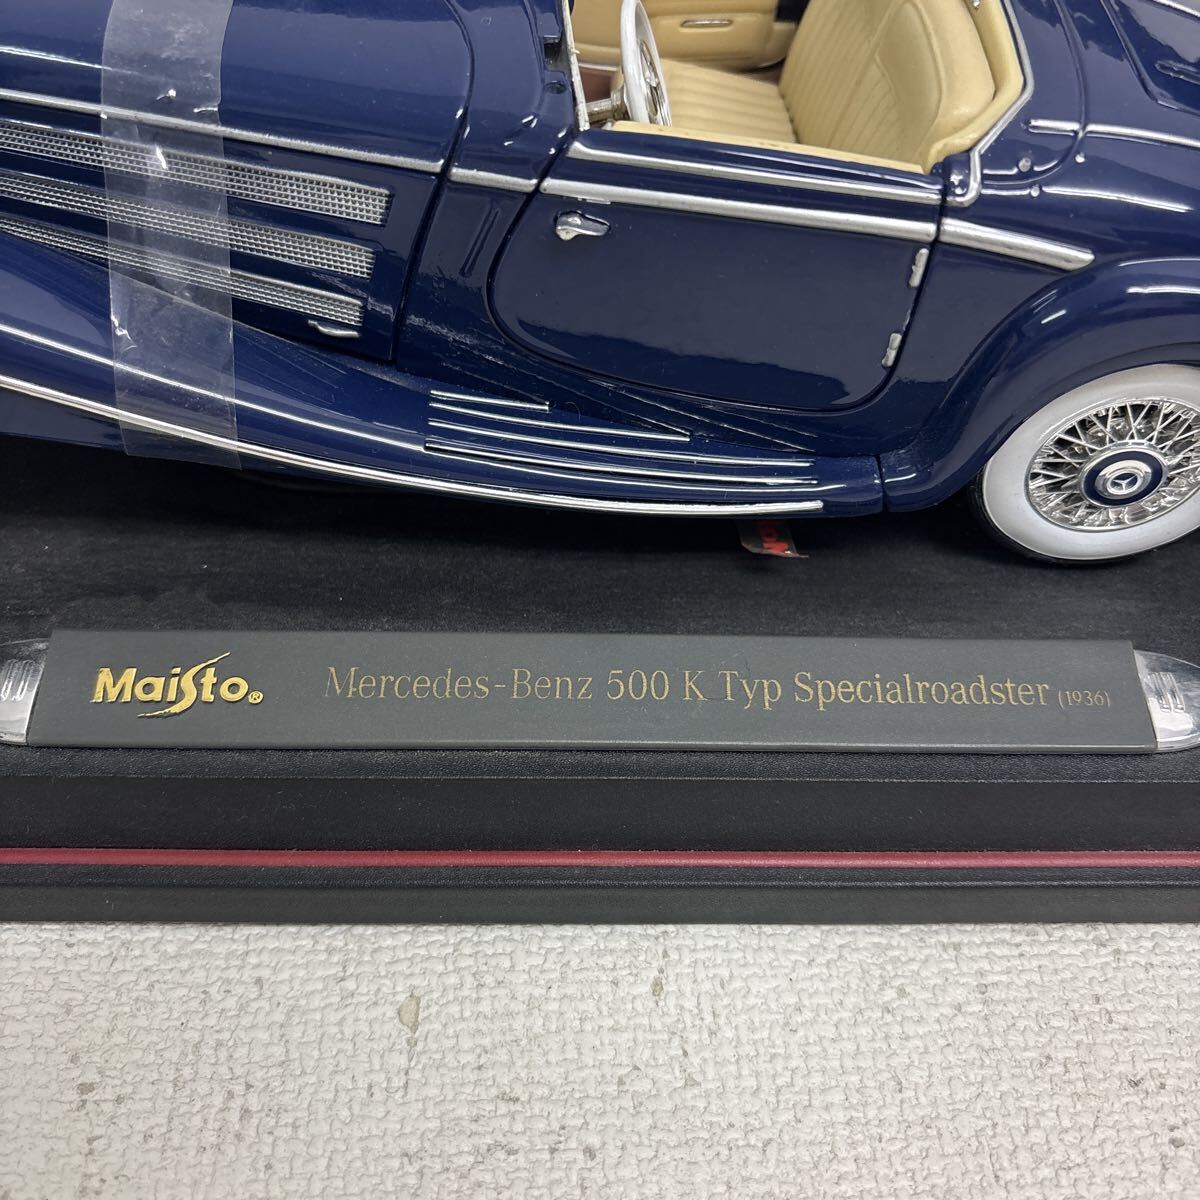 Maisto® Mercedes-Benz 500 K Typ Specialroadster (1936)